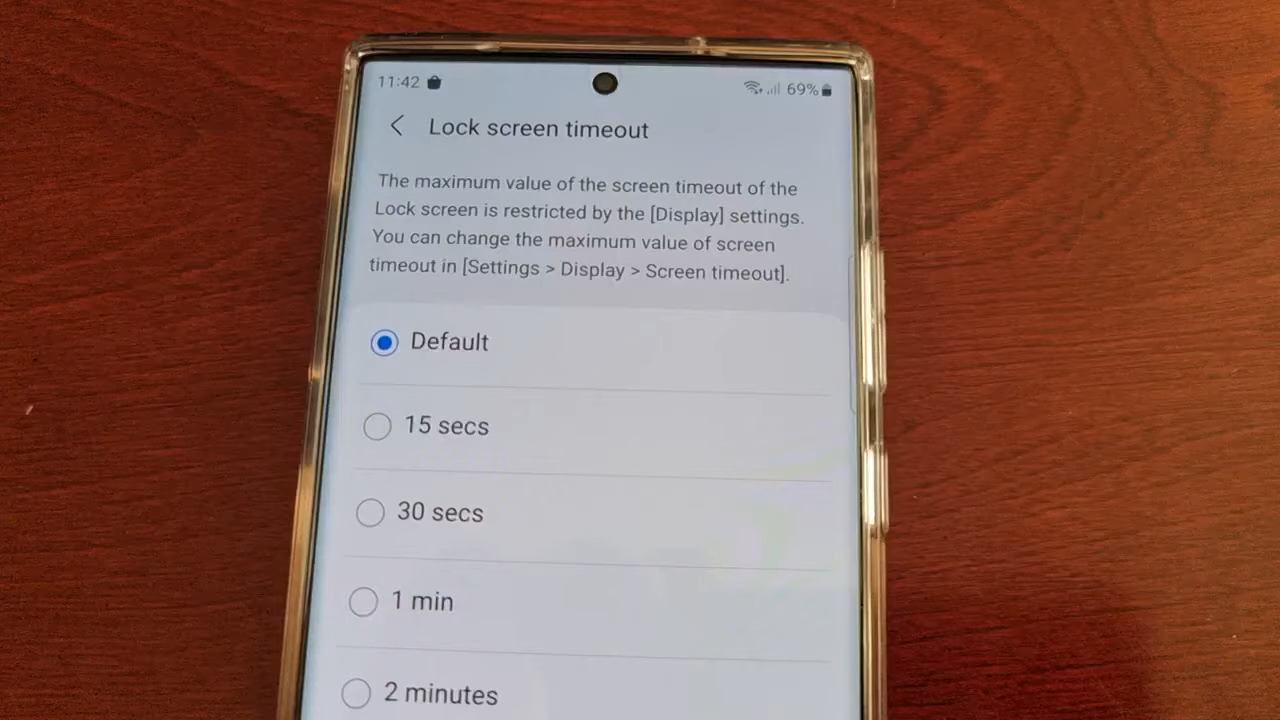 11:42
69%
Lock screen timeout
The maximum value of the screen timeout of the
Lock screen is restricted by the [Display] settings.
You can change the maximum value of screen
timeout in [Settings > Display > Screen timeout].
Default
15 secs
30 secs
1 min
2 minutes